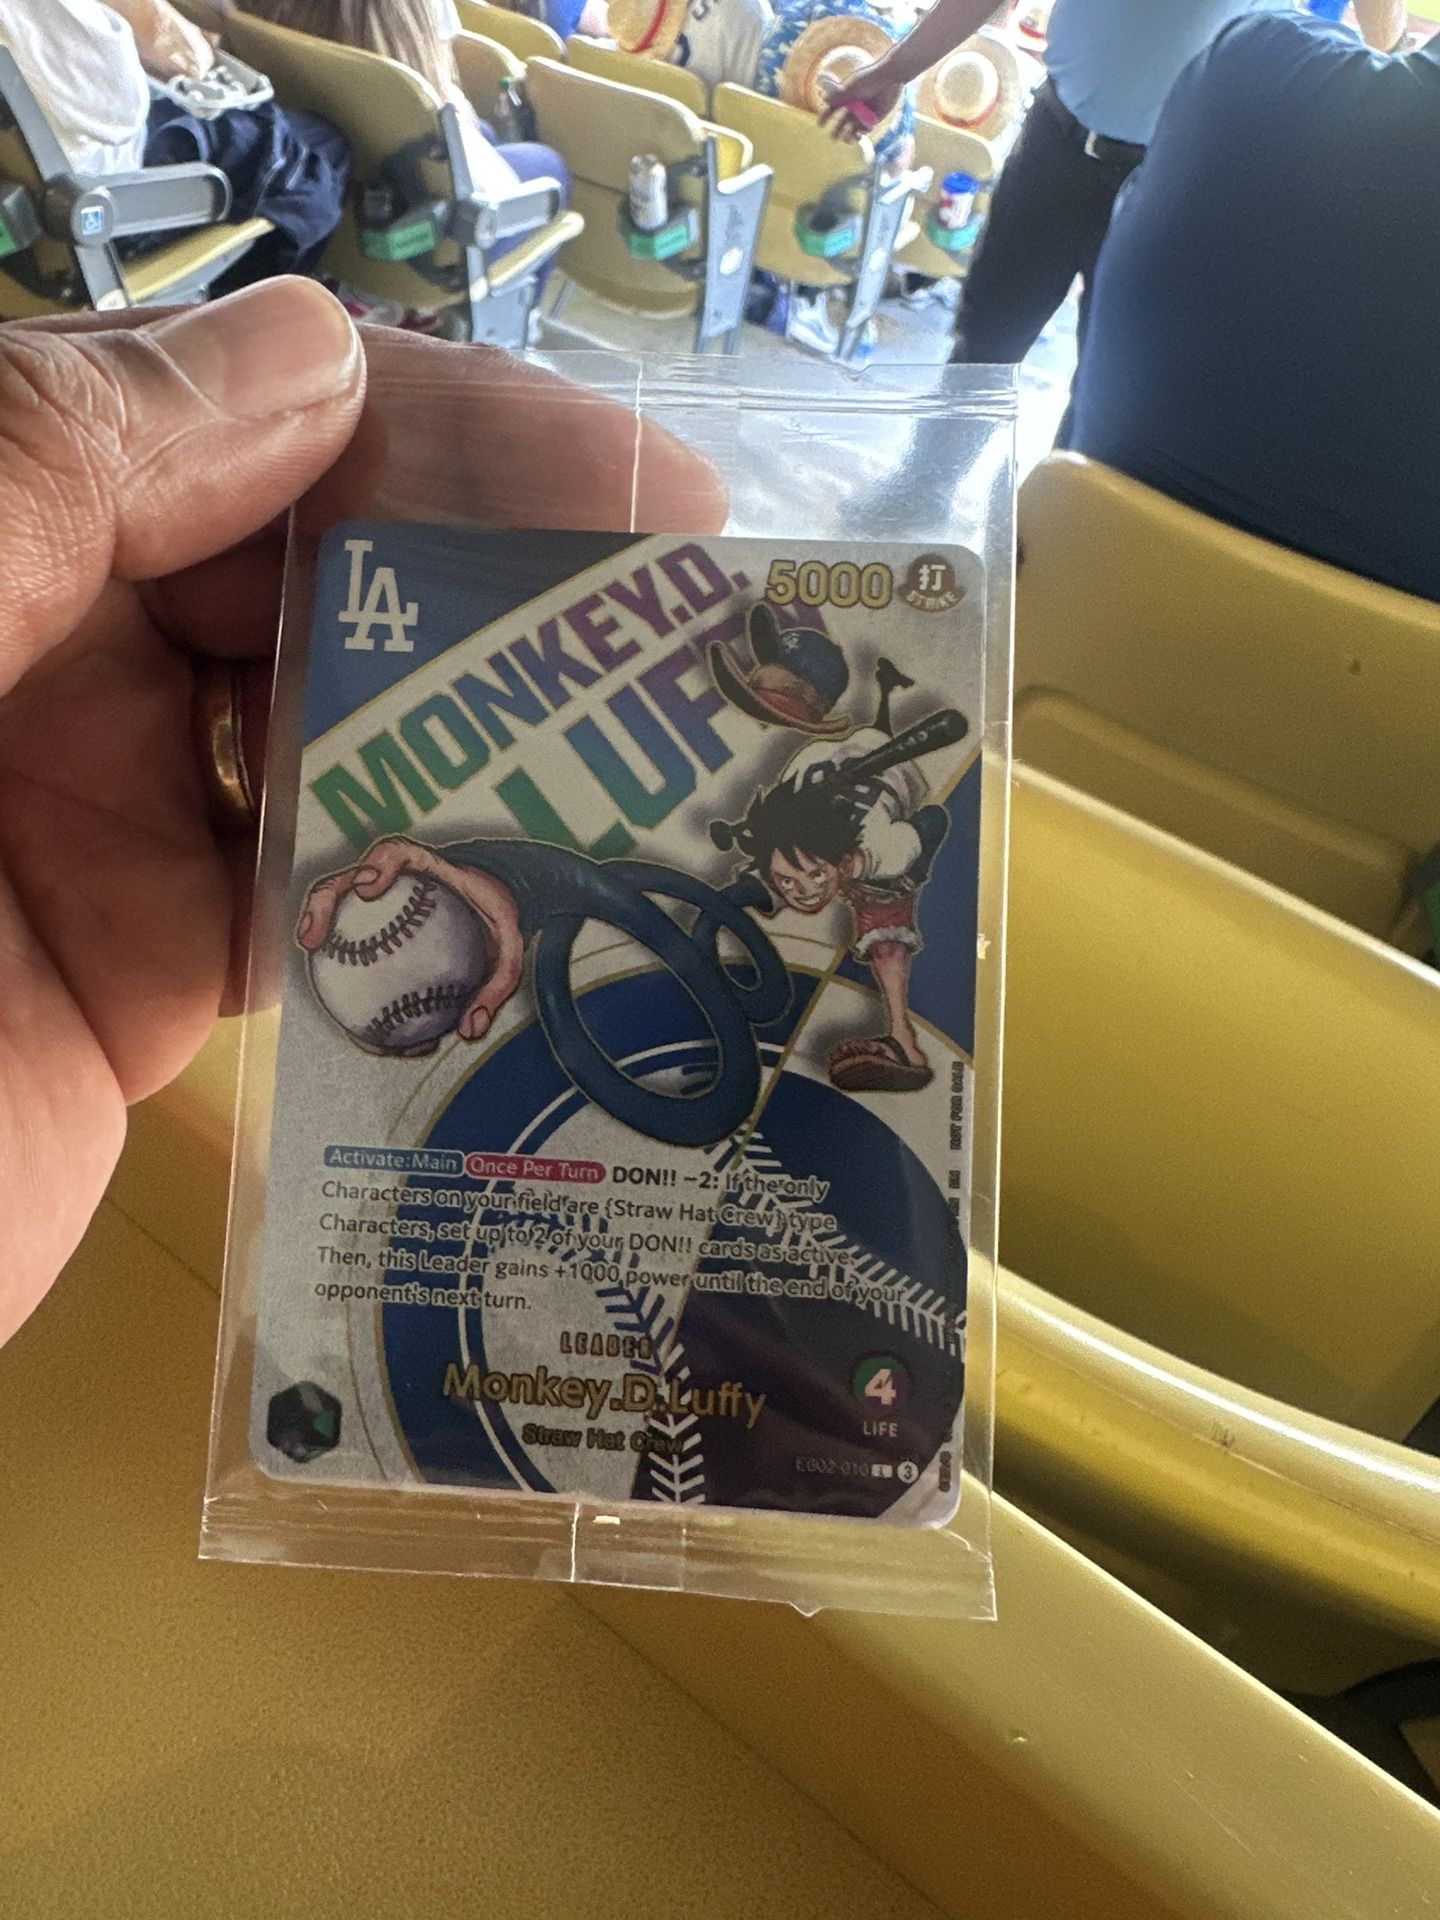 LA
5000
打
STRIKE
MONKEY.D.
Activate:Main Once Per Turn DON!! −2: If the only
Characters on your field are {Straw Hat Crew} type
Characters, set up to 2 of your DON!! cards as active.
Then, this Leader gains +1000 power until the end of your
opponent's next turn.
LEADER
Monkey.D.Luffy
Straw Hat Crew
4
LIFE
L 3
NOT FOR SALE